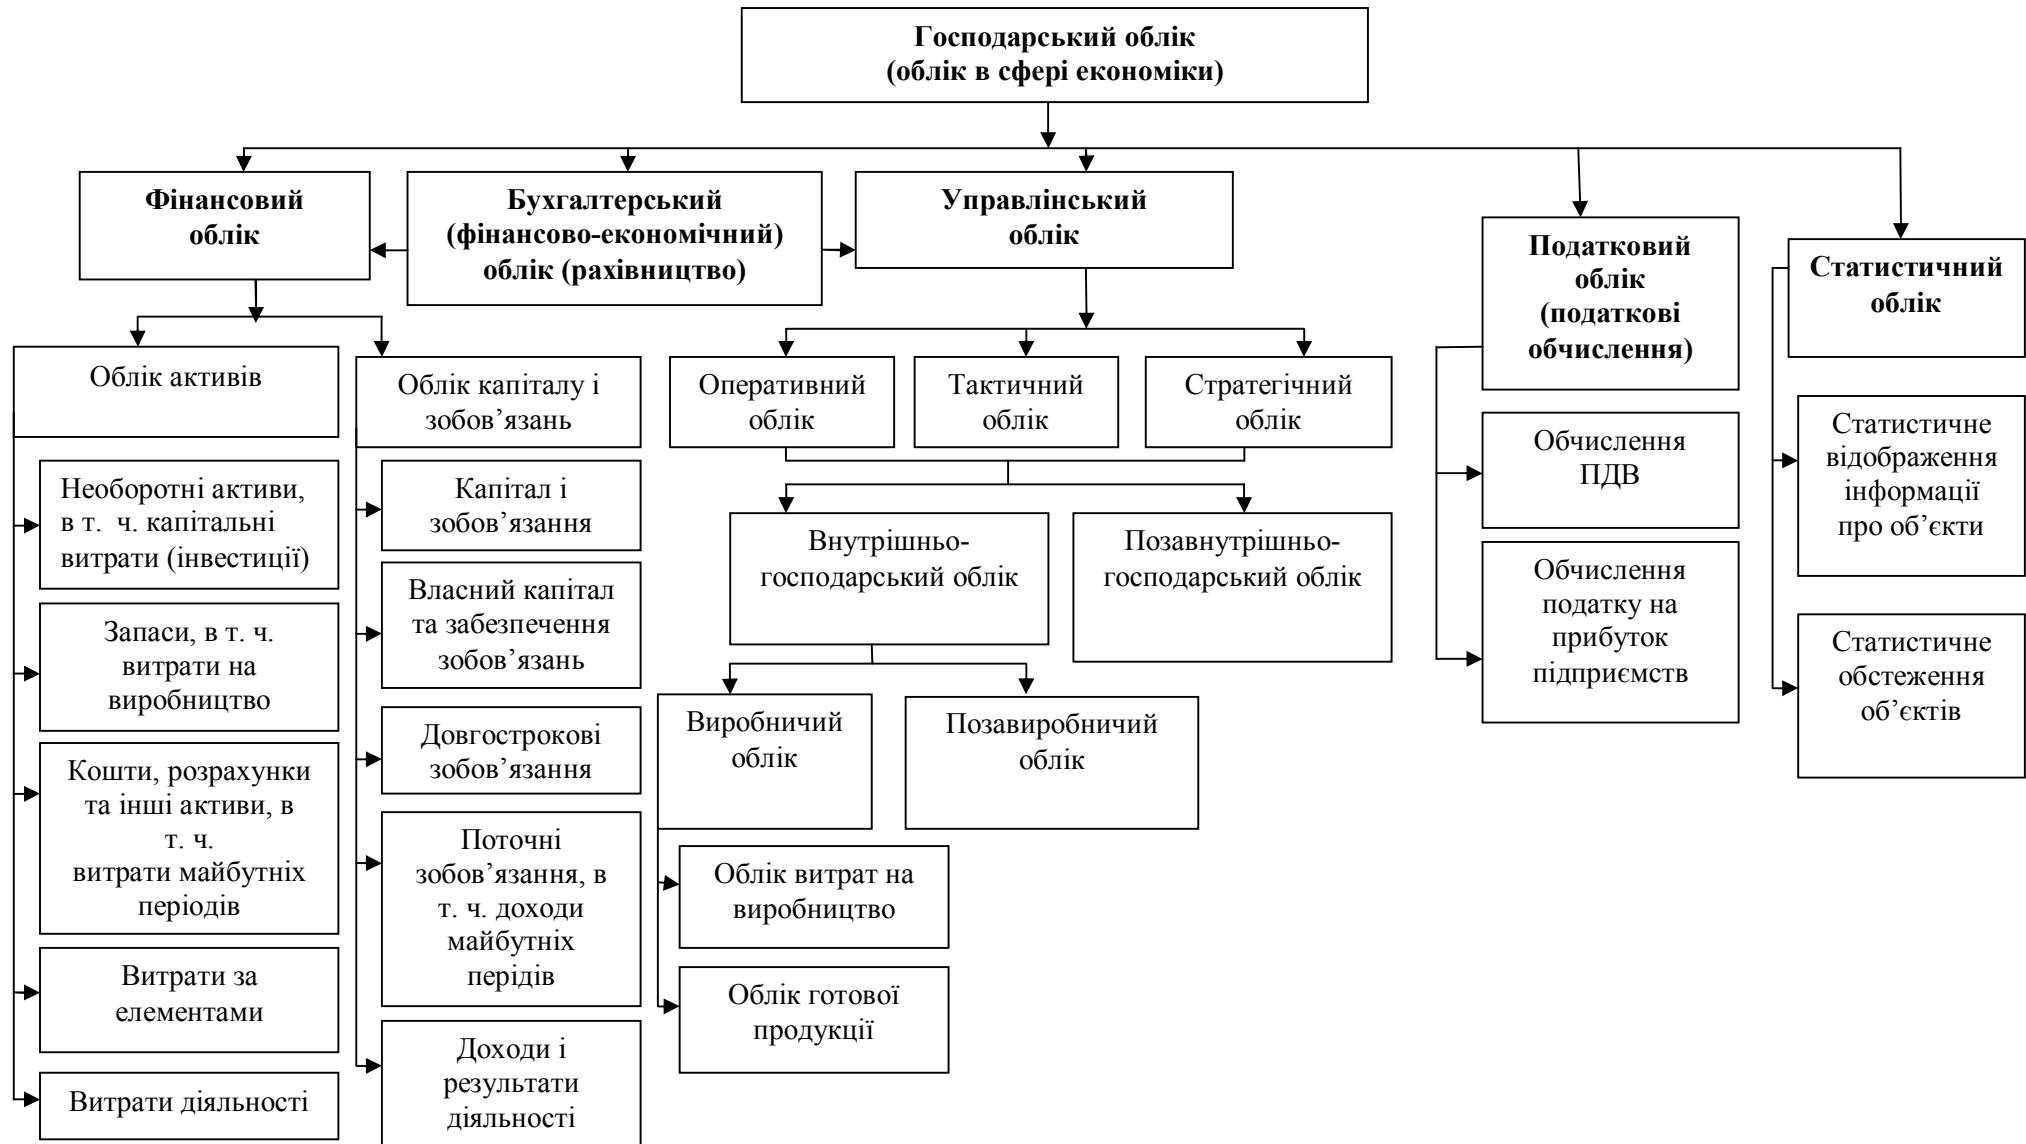 Господарський облік
(облік в сфері економіки)
Фінансовий
облік
Бухгалтерський
(фінансово-економічний)
облік (рахівництво)
Управлінський
облік
Податковий
облік
(податкові
обчислення)
Статистичний
облік
Облік активів
Облік капіталу і
зобов’язань
Оперативний
облік
Тактичний
облік
Стратегічний
облік
Необоротні активи,
в т. ч. капітальні
витрати (інвестиції)
Запаси, в т. ч.
витрати на
виробництво
Кошти, розрахунки
та інші активи, в
т. ч.
витрати майбутніх
періодів
Витрати за
елементами
Витрати діяльності
Капітал і
зобов’язання
Власний капітал
та забезпечення
зобов’язань
Довгострокові
зобов’язання
Поточні
зобов’язання, в
т. ч. доходи
майбутніх
перідів
Доходи і
результати
діяльності
Внутрішньо-
господарський облік
Позавнутрішньо-
господарський облік
Виробничий
облік
Позавиробничий
облік
Облік витрат на
виробництво
Облік готової
продукції
Обчислення
ПДВ
Обчислення
податку на
прибуток
підприємств
Статистичне
відображення
інформації
про об’єкти
Статистичне
обстеження
об’єктів